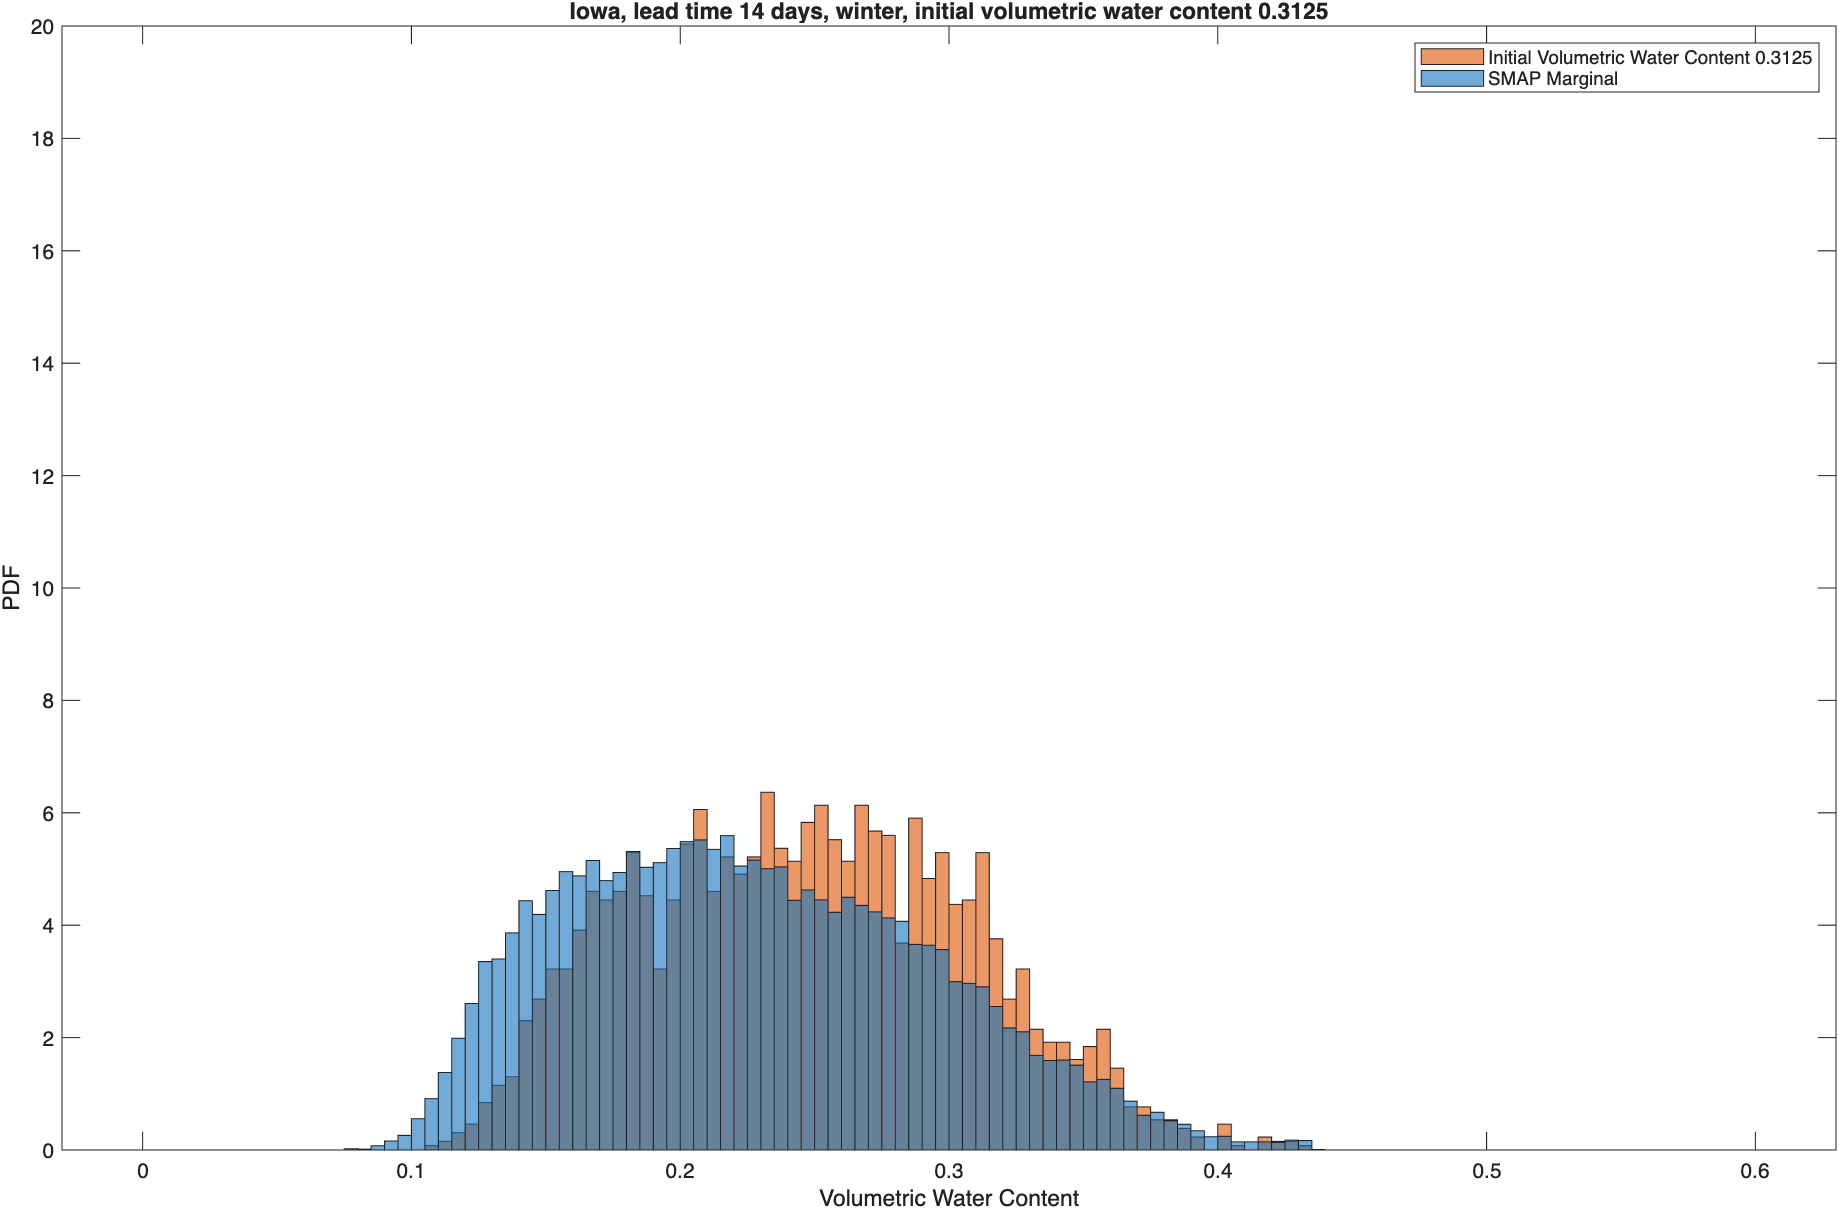 Iowa, lead time 14 days, winter, initial volumetric water content 0.3125
Initial Volumetric Water Content 0.3125
SMAP Marginal
20
18
16
14
12
10
8
6
4
2
0
PDF
0 0.1 0.2 0.3 0.4 0.5 0.6
Volumetric Water Content